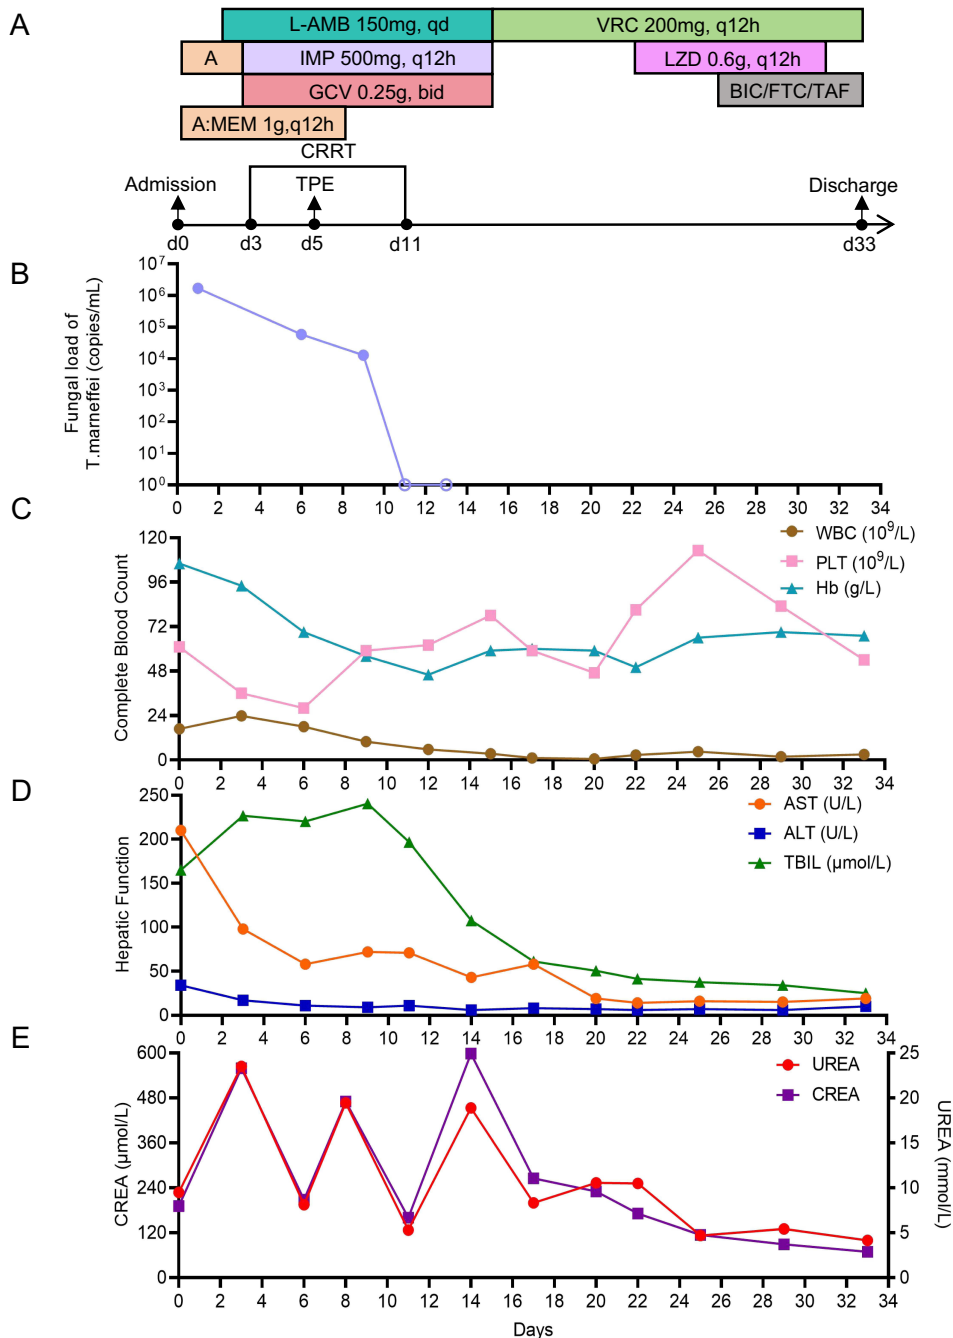 A
L-AMB 150mg, qd
VRC 200mg, q12h
A
IMP 500mg, q12h
LZD 0.6g, q12h
GCV 0.25g, bid
BIC/FTC/TAF
A:MEM 1g,q12h
CRRT
Admission
TPE
Discharge
d0 d3 d5 d11 d33
B
Fungal load of
T.marneffei (copies/mL)
10⁷
10⁶
10⁵
10⁴
10³
10²
10¹
10⁰
0 2 4 6 8 10 12 14 16 18 20 22 24 26 28 30 32 34
C
Complete Blood Count
120
96
72
48
24
0
WBC (10⁹/L)
PLT (10⁹/L)
Hb (g/L)
0 2 4 6 8 10 12 14 16 18 20 22 24 26 28 30 32 34
D
Hepatic Function
250
200
150
100
50
0
AST (U/L)
ALT (U/L)
TBIL (μmol/L)
0 2 4 6 8 10 12 14 16 18 20 22 24 26 28 30 32 34
E
CREA (μmol/L)
600
480
360
240
120
0
UREA
CREA
25
20
15
10
5
0
UREA (mmol/L)
0 2 4 6 8 10 12 14 16 18 20 22 24 26 28 30 32 34
Days